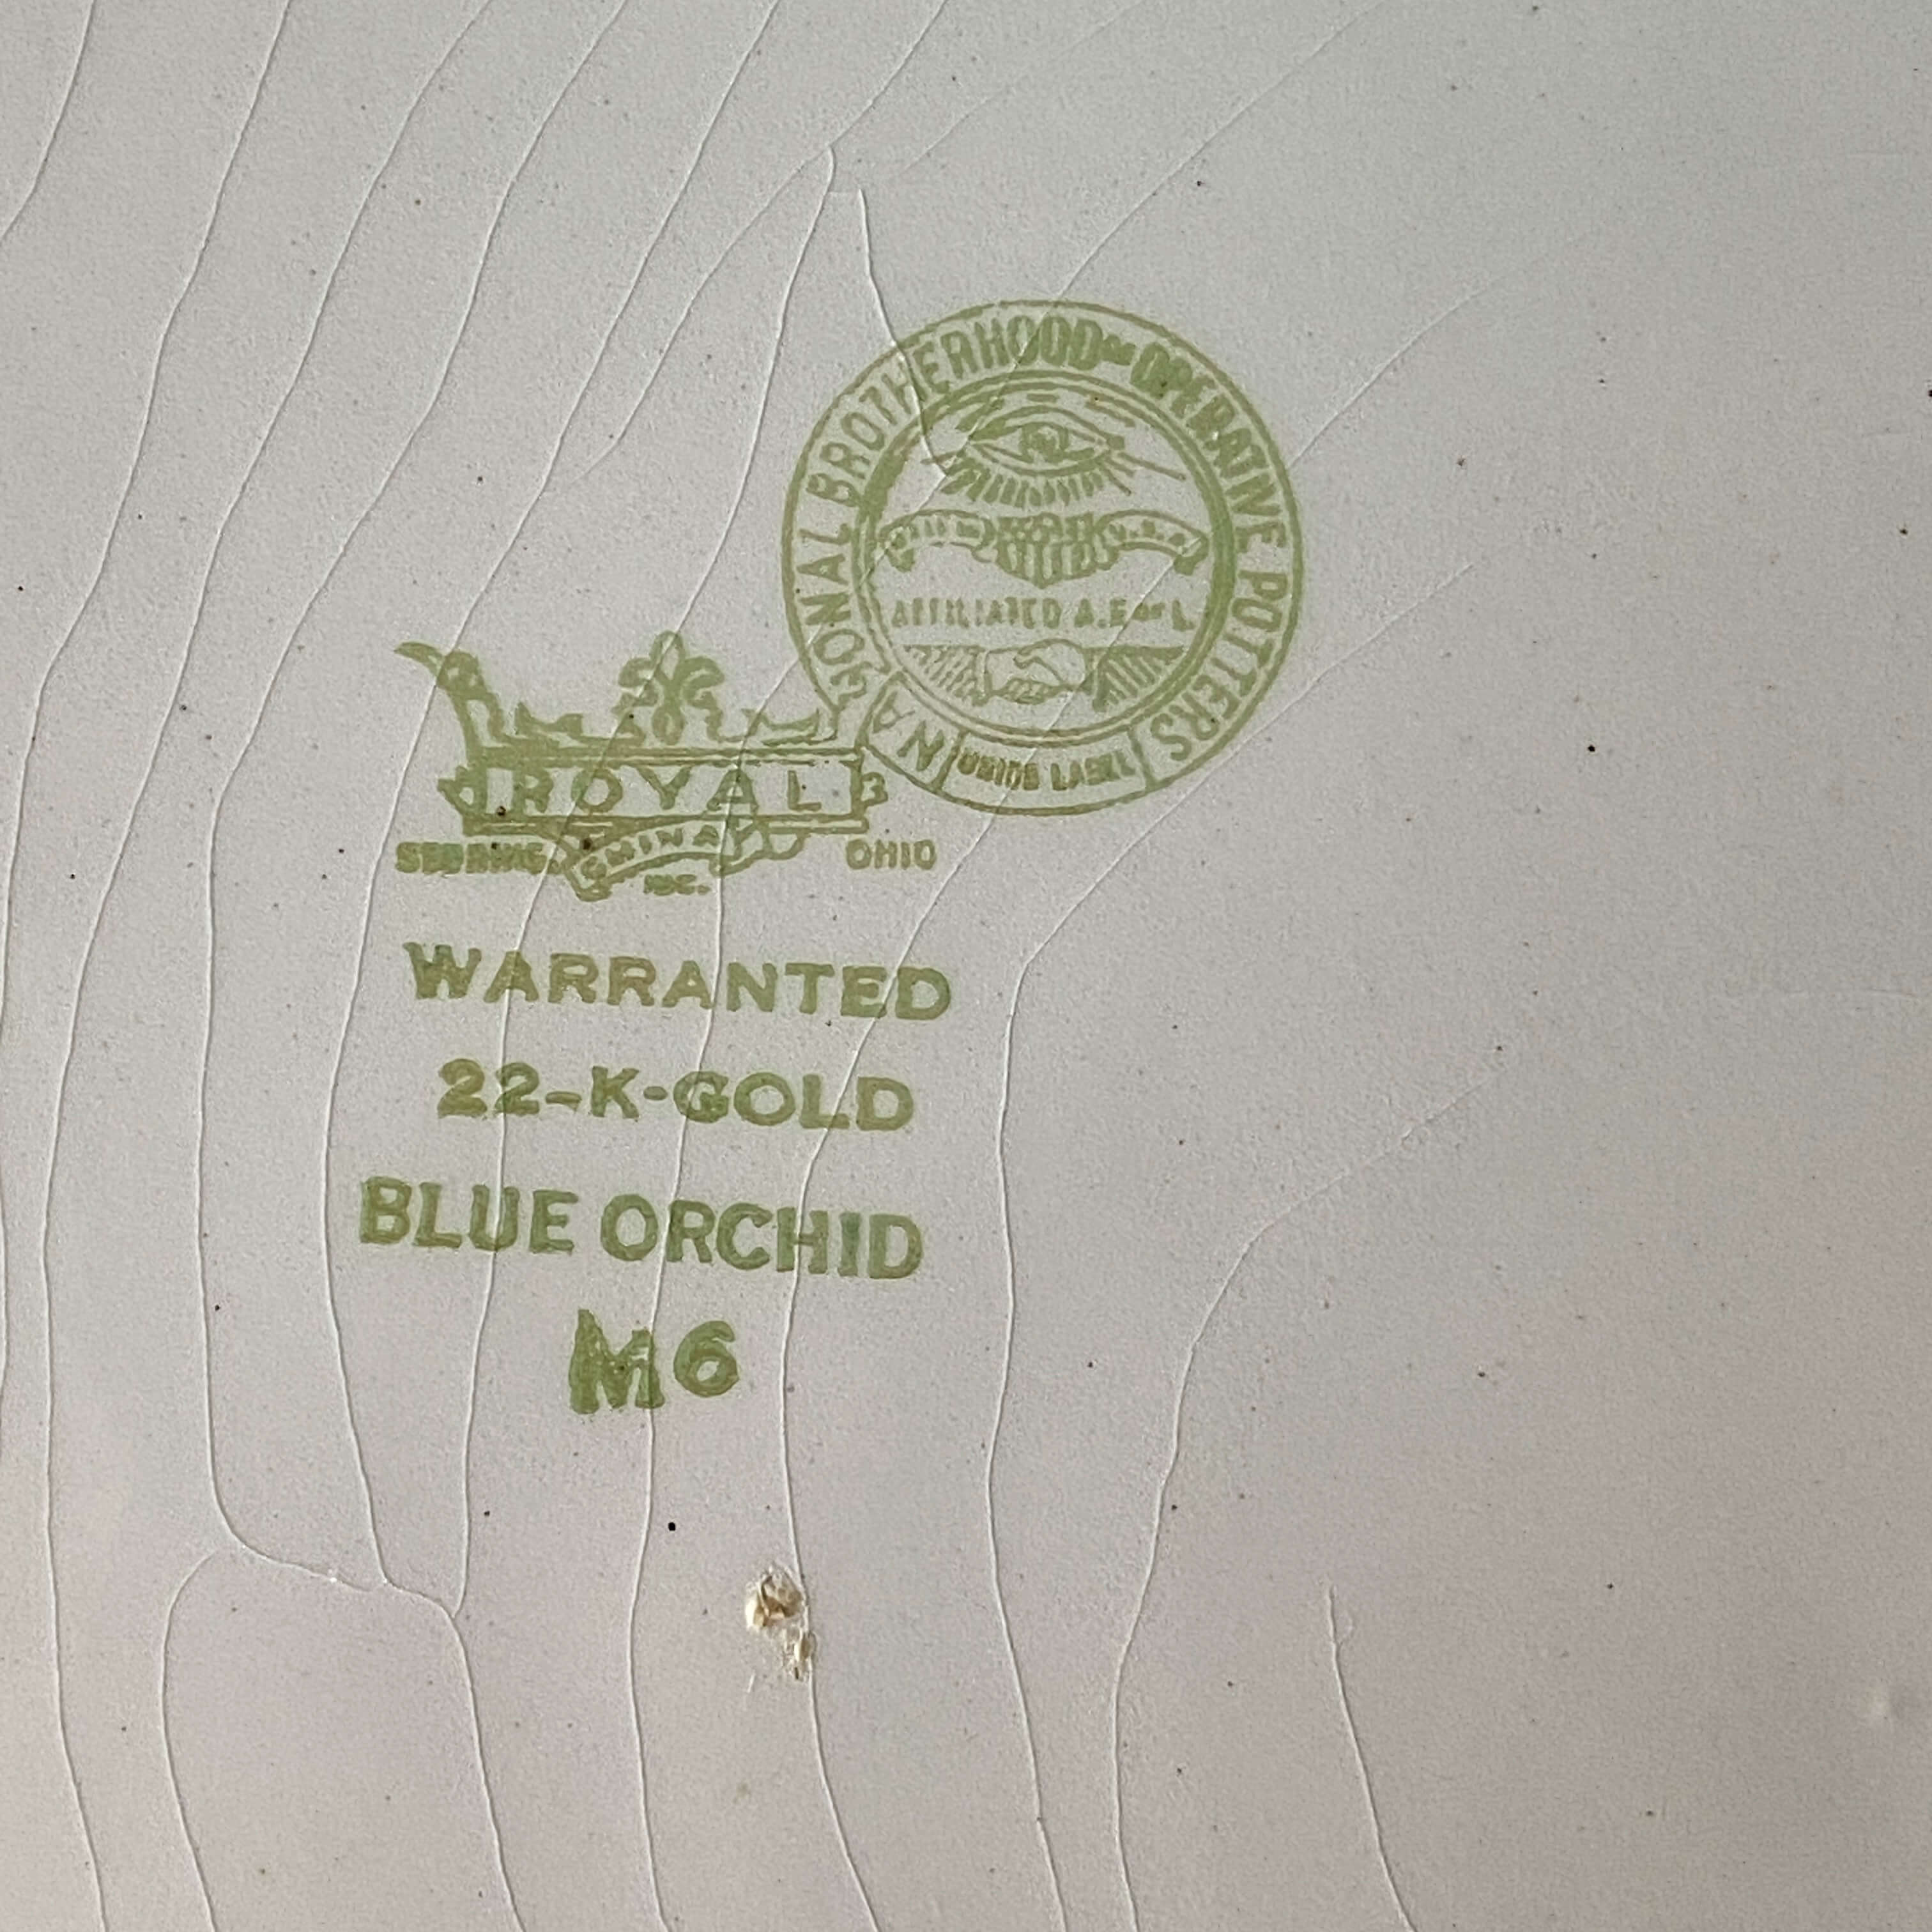 NATIONAL BROTHERHOOD OF OPERATIVE POTTERS
AFFILIATED A.F. OF L.
UNION LABEL
ROYAL
CHINA
SEBRING, OHIO
INC.
WARRANTED
22-K-GOLD
BLUE ORCHID
M6